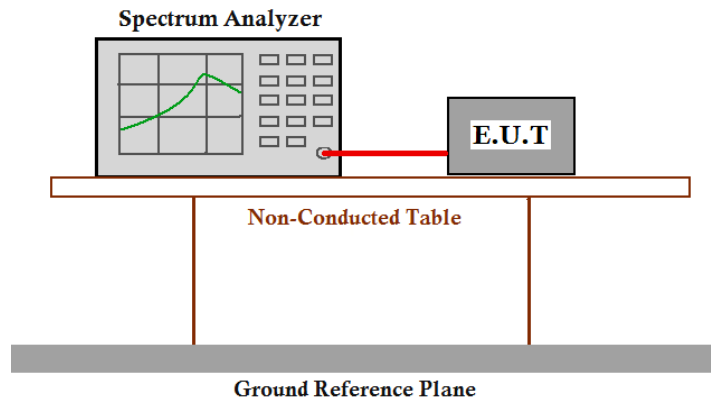 Spectrum Analyzer
E.U.T
Non-Conducted Table
Ground Reference Plane